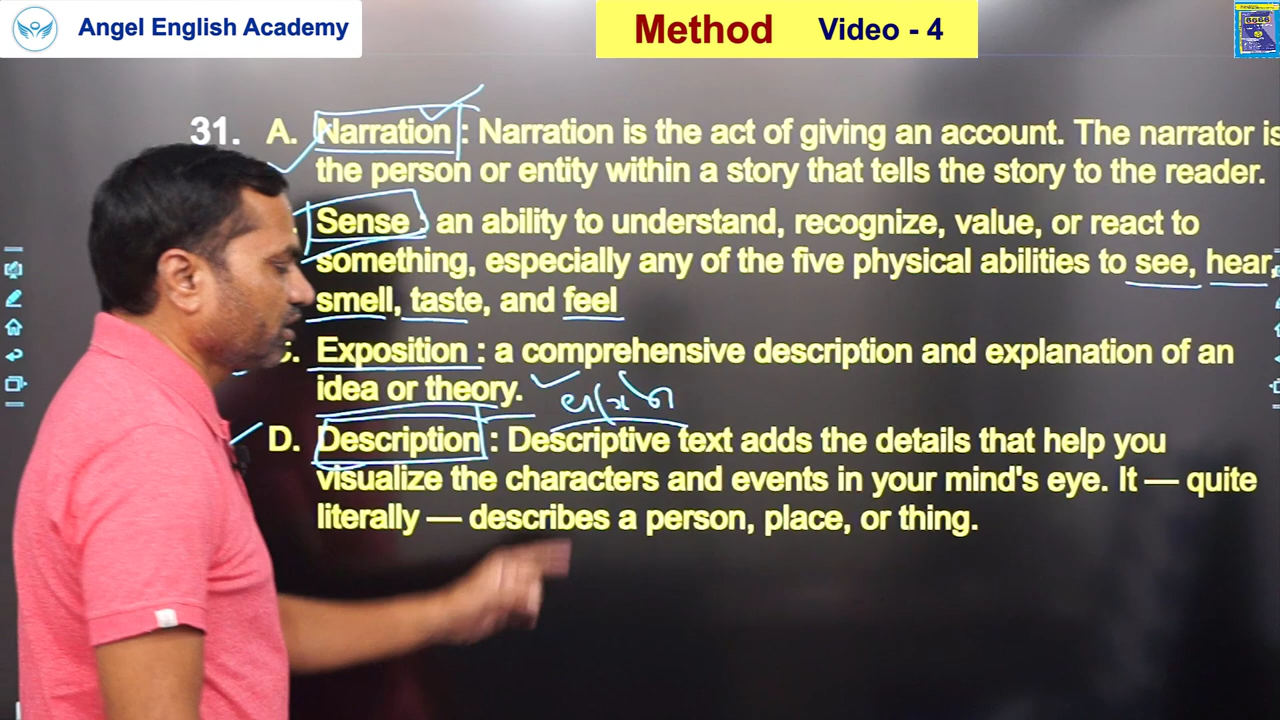 Angel English Academy
Method Video - 4
31. A. Narration : Narration is the act of giving an account. The narrator is
the person or entity within a story that tells the story to the reader.
Sense : an ability to understand, recognize, value, or react to
something, especially any of the five physical abilities to see, hear,
smell, taste, and feel
C. Exposition : a comprehensive description and explanation of an
idea or theory.
D. Description : Descriptive text adds the details that help you
visualize the characters and events in your mind's eye. It — quite
literally — describes a person, place, or thing.